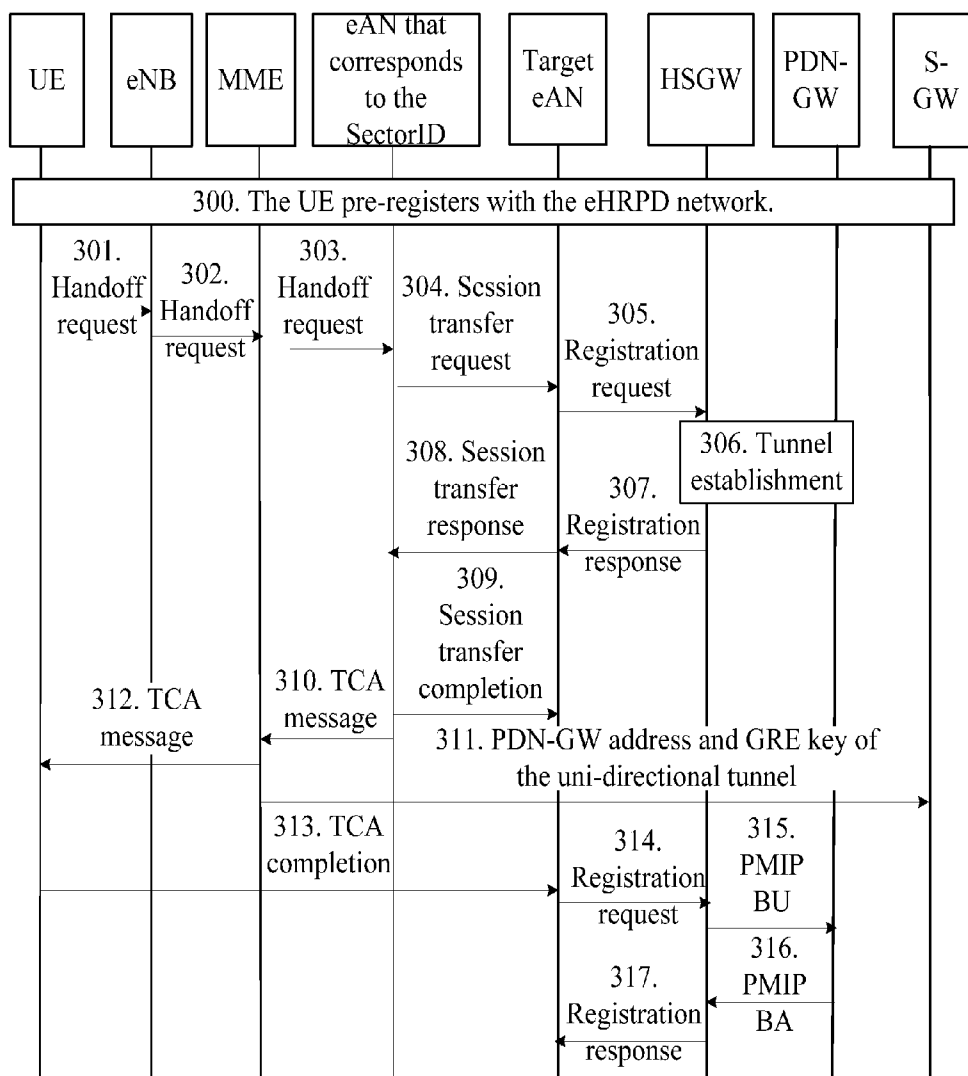 UE
eNB
MME
eAN that
corresponds
to the
SectorID
Target
eAN
HSGW
PDN-
GW
S-
GW
300. The UE pre-registers with the eHRPD network.
301.
Handoff
request
302.
Handoff
request
303.
Handoff
request
304. Session
transfer
request
305.
Registration
request
306. Tunnel
establishment
307.
Registration
response
308. Session
transfer
response
309.
Session
transfer
completion
310. TCA
message
312. TCA
message
311. PDN-GW address and GRE key of
the uni-directional tunnel
313. TCA
completion
314.
Registration
request
315.
PMIP
BU
316.
PMIP
BA
317.
Registration
response